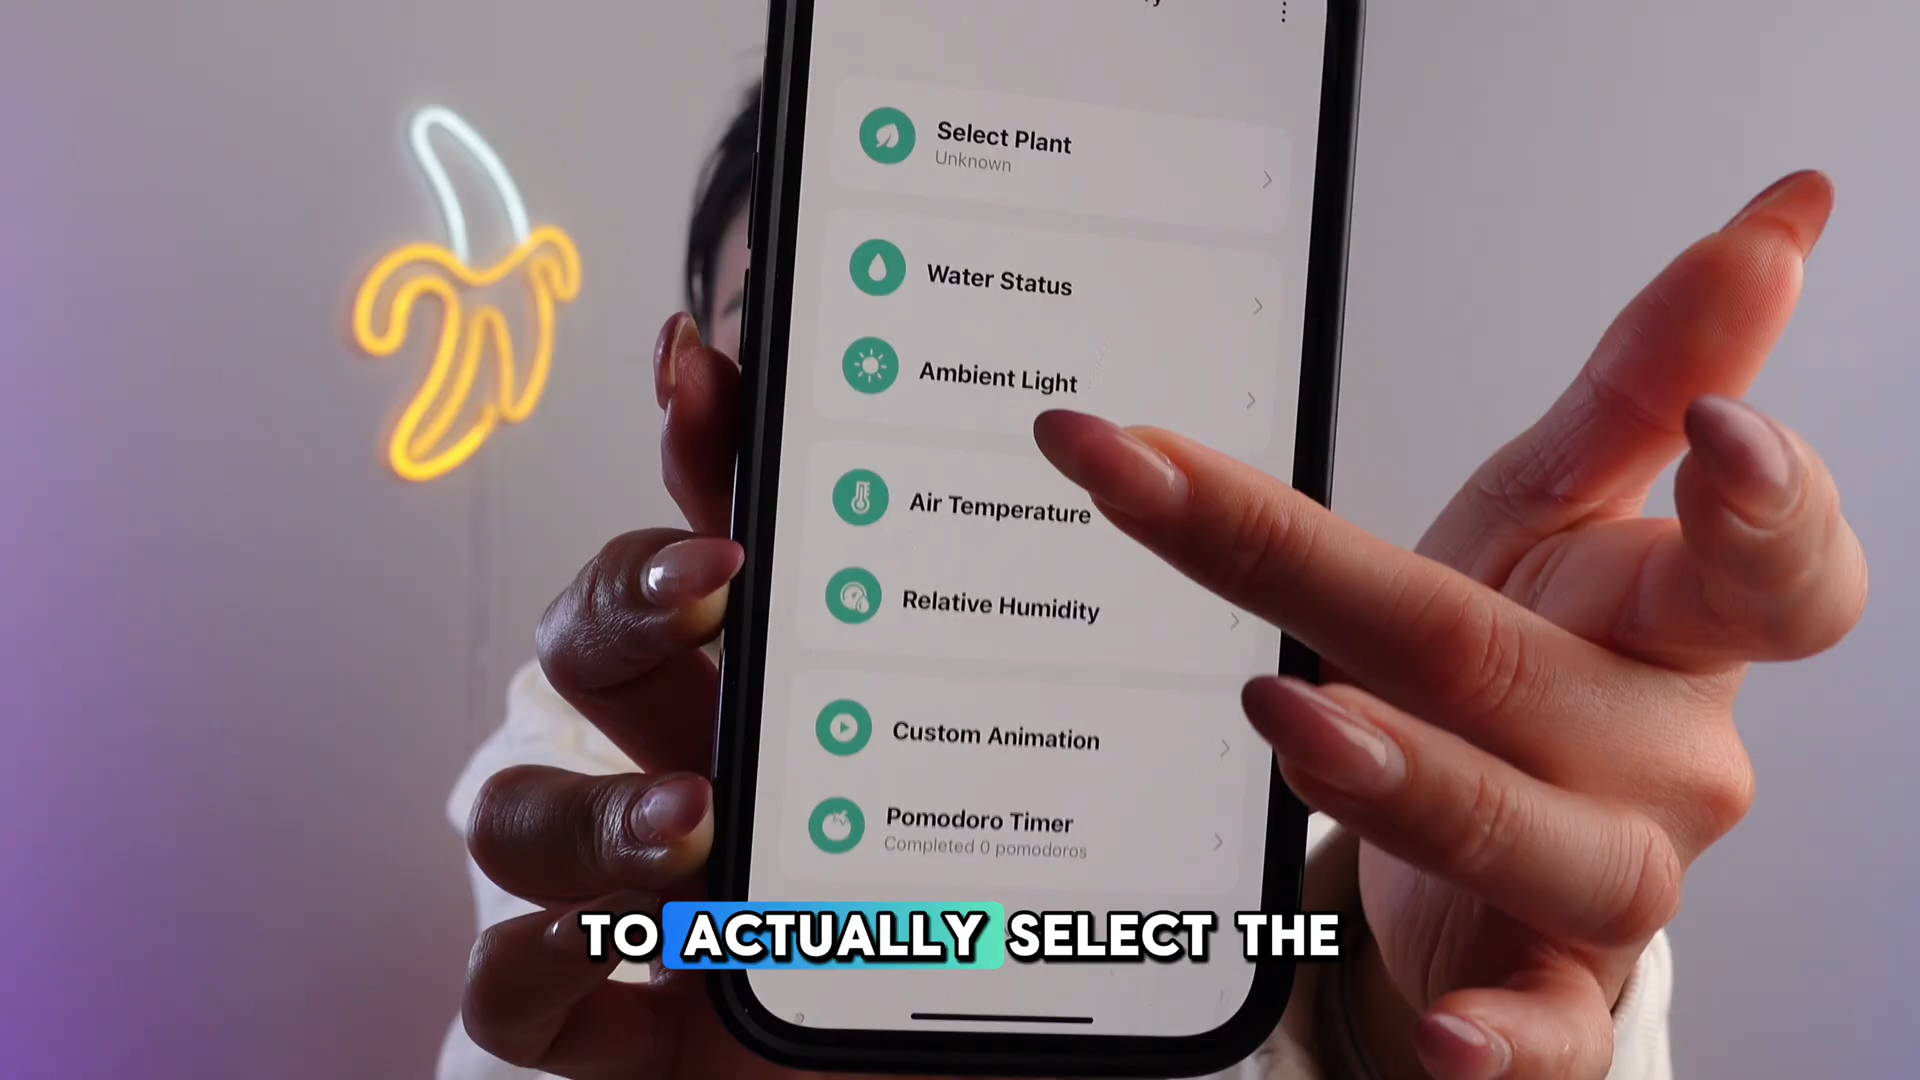 Select Plant
Unknown
Water Status
Ambient Light
Air Temperature
Relative Humidity
Custom Animation
Pomodoro Timer
Completed 0 pomodoros
TO ACTUALLY SELECT THE